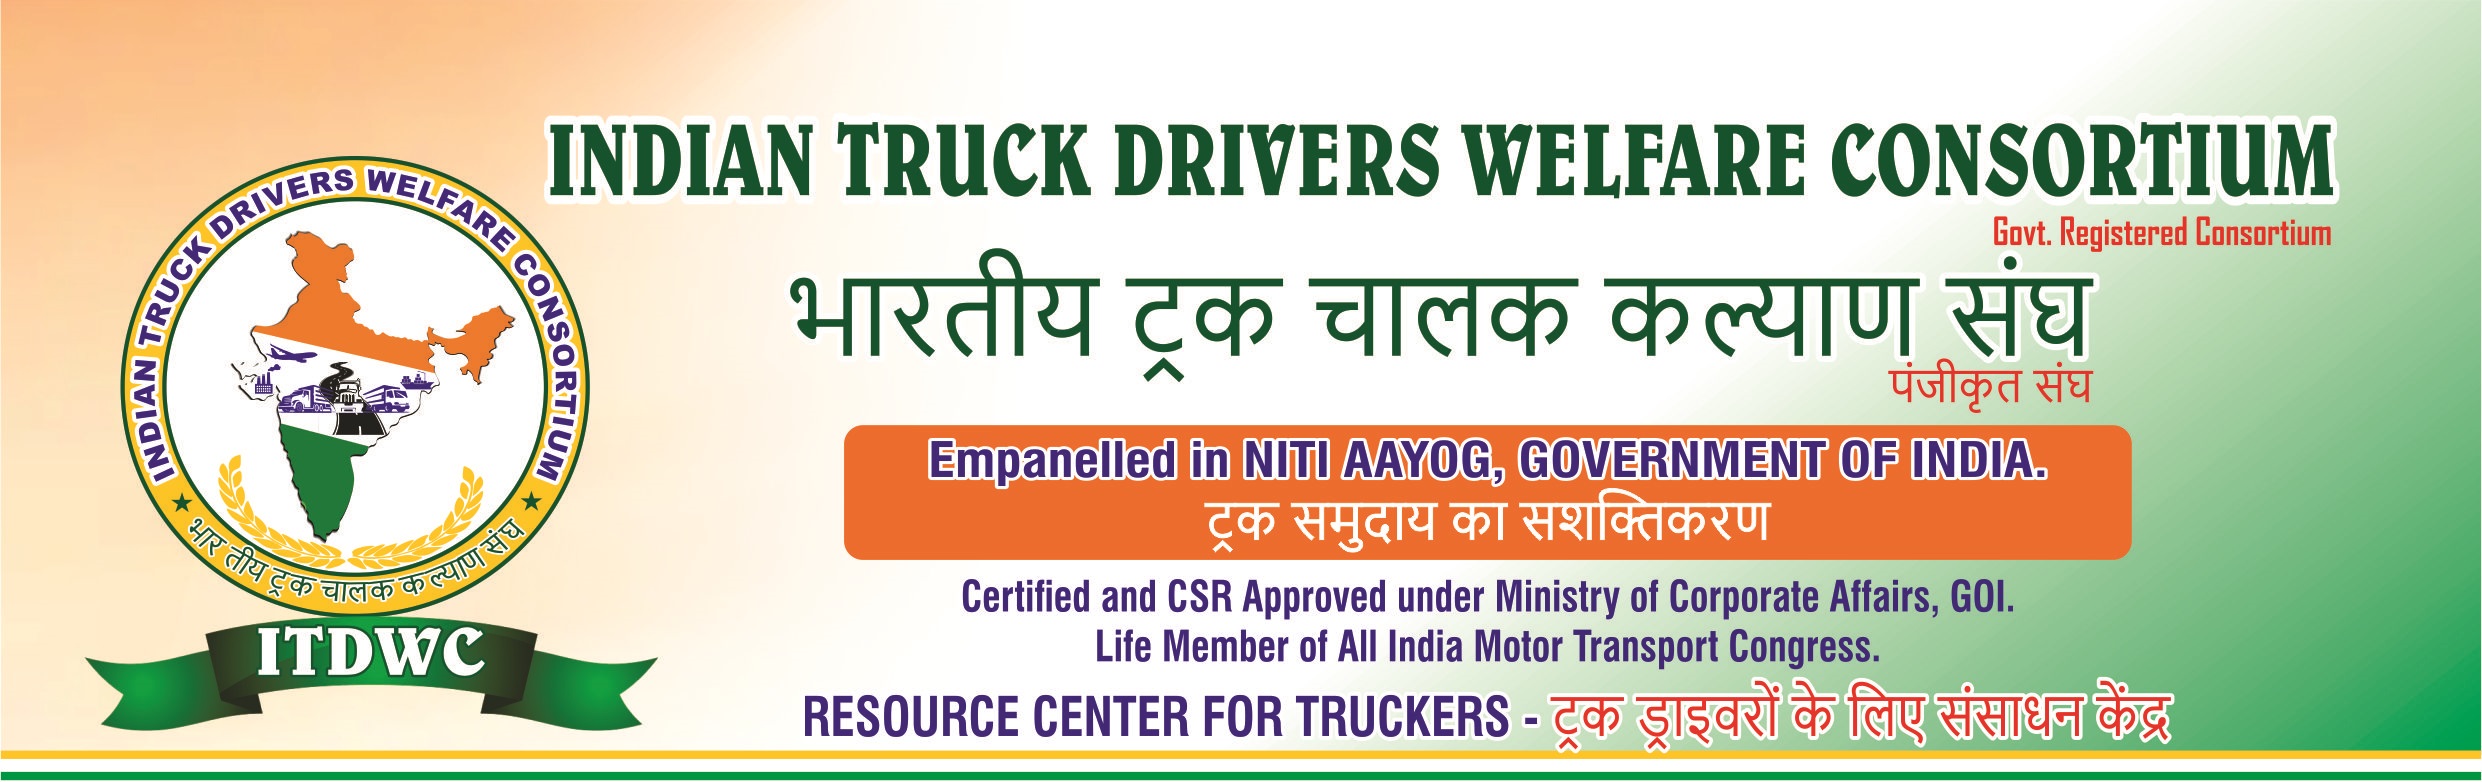 INDIAN TRUCK DRIVERS WELFARE CONSORTIUM
Govt. Registered Consortium
भारतीय ट्रक चालक कल्याण संघ
पंजीकृत संघ
Empanelled in NITI AAYOG, GOVERNMENT OF INDIA.
ट्रक समुदाय का सशक्तिकरण
Certified and CSR Approved under Ministry of Corporate Affairs, GOI.
Life Member of All India Motor Transport Congress.
RESOURCE CENTER FOR TRUCKERS - ट्रक ड्राइवरों के लिए संसाधन केंद्र
INDIAN TRUCK DRIVERS WELFARE CONSORTIUM
भारतीय ट्रक चालक कल्याण संघ
ITDWC